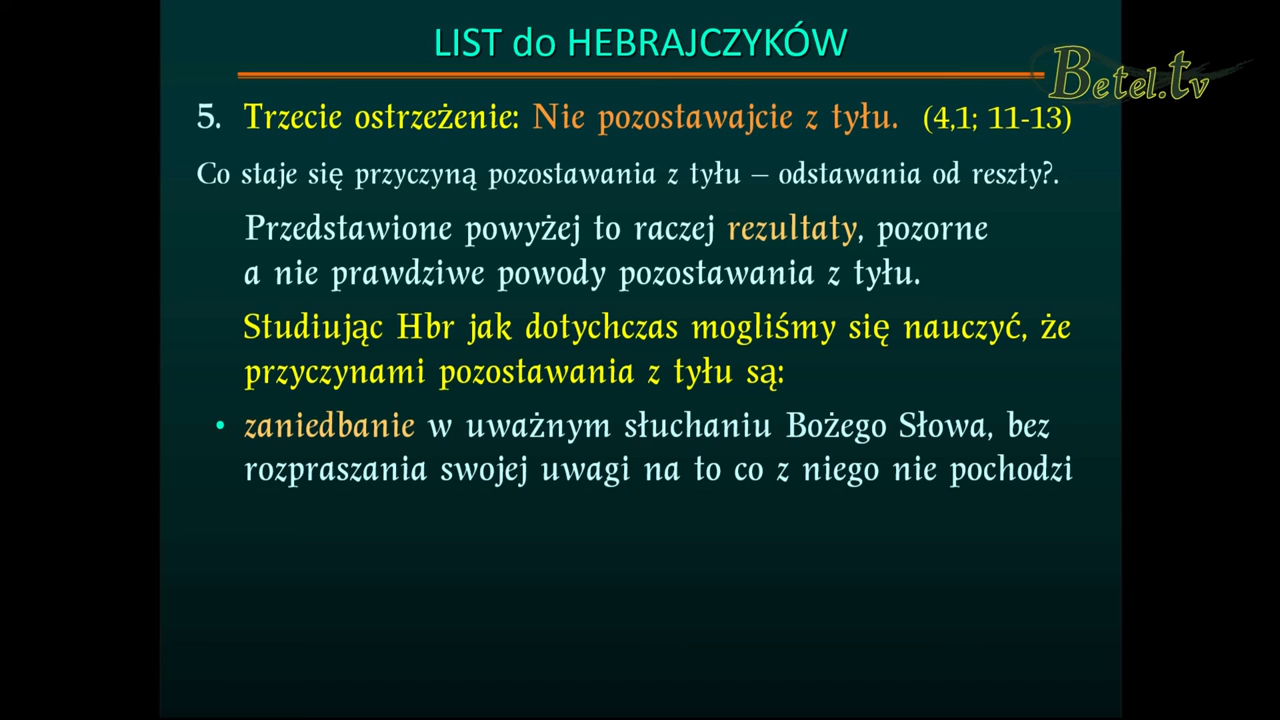 LIST do HEBRAJCZYKÓW
Betel.tv
5. Trzecie ostrzeżenie: Nie pozostawajcie z tyłu. (4,1; 11-13)
Co staje się przyczyną pozostawania z tyłu – odstawania od reszty?.
Przedstawione powyżej to raczej rezultaty, pozorne
a nie prawdziwe powody pozostawania z tyłu.
Studiując Hbr jak dotychczas mogliśmy się nauczyć, że
przyczynami pozostawania z tyłu są:
• zaniedbanie w uważnym słuchaniu Bożego Słowa, bez
rozpraszania swojej uwagi na to co z niego nie pochodzi